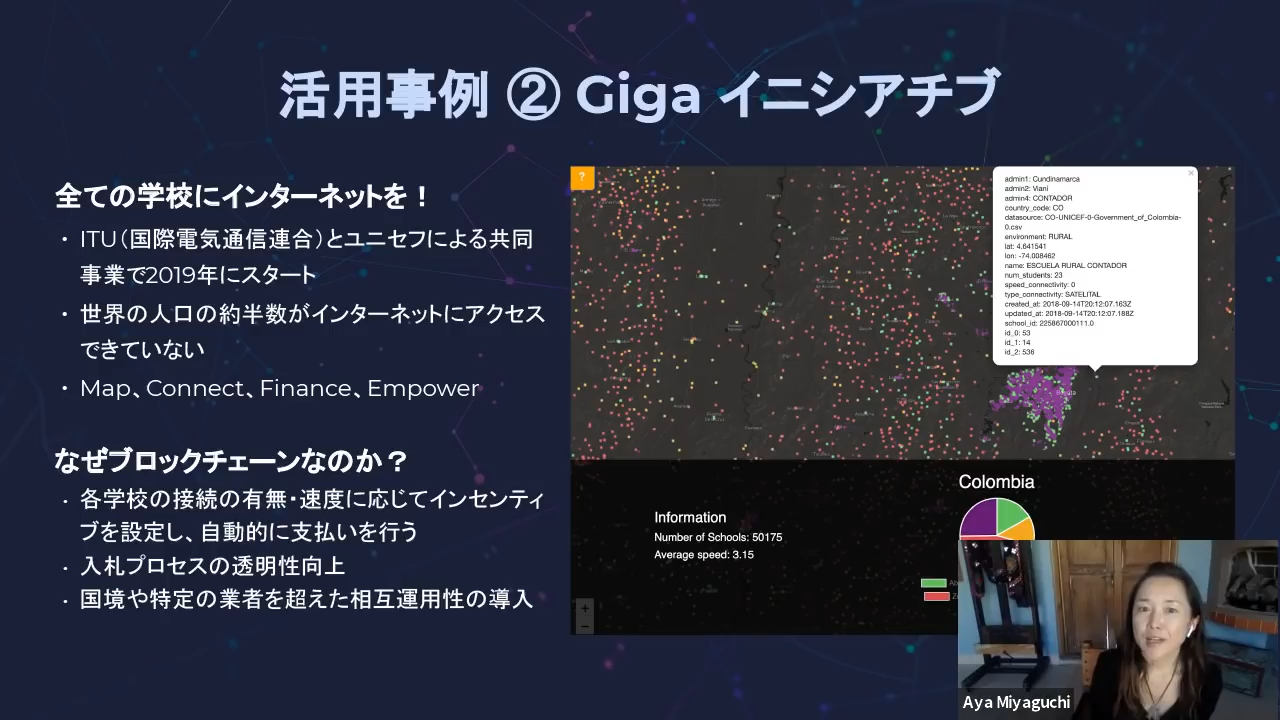 活用事例 ② Giga イニシアチブ
全ての学校にインターネットを！
・ ITU（国際電気通信連合）とユニセフによる共同
事業で2019年にスタート
・ 世界の人口の約半数がインターネットにアクセス
できていない
・ Map、Connect、Finance、Empower
なぜブロックチェーンなのか？
・ 各学校の接続の有無・速度に応じてインセンティ
ブを設定し、自動的に支払いを行う
・ 入札プロセスの透明性向上
・ 国境や特定の業者を超えた相互運用性の導入
?
×
admin1: Cundinamarca
admin2: Viani
admin4: CONTADOR
country_code: CO
datasource: CO-UNICEF-0-Government_of_Colombia-
0.csv
environment: RURAL
lat: 4.641541
lon: -74.008462
name: ESCUELA RURAL CONTADOR
num_students: 23
speed_connectivity: 0
type_connectivity: SATELITAL
created_at: 2018-09-14T20:12:07.163Z
updated_at: 2018-09-14T20:12:07.188Z
school_id: 225867000111.0
id_0: 53
id_1: 14
id_2: 536
Colombia
Information
Number of Schools: 50175
Average speed: 3.15
+
−
Aya Miyaguchi